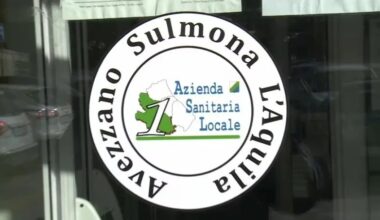 Avezzano Sulmona L'Aquila
1
Azienda
Sanitaria
Locale